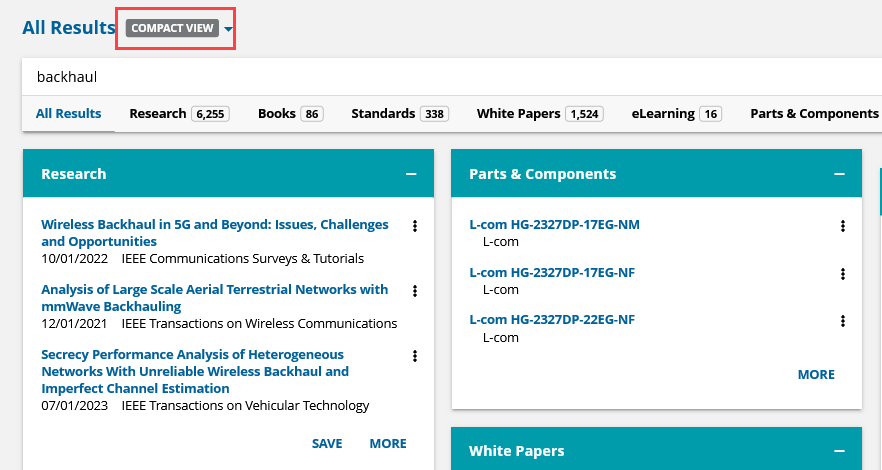 All Results COMPACT VIEW
backhaul
All Results Research 6,255 Books 86 Standards 338 White Papers 1,524 eLearning 16 Parts & Components
Research
Wireless Backhaul in 5G and Beyond: Issues, Challenges
and Opportunities
10/01/2022 IEEE Communications Surveys & Tutorials
Analysis of Large Scale Aerial Terrestrial Networks with
mmWave Backhauling
12/01/2021 IEEE Transactions on Wireless Communications
Secrecy Performance Analysis of Heterogeneous
Networks With Unreliable Wireless Backhaul and
Imperfect Channel Estimation
07/01/2023 IEEE Transactions on Vehicular Technology
SAVE MORE
Parts & Components
L-com HG-2327DP-17EG-NM
L-com
L-com HG-2327DP-17EG-NF
L-com
L-com HG-2327DP-22EG-NF
L-com
MORE
White Papers